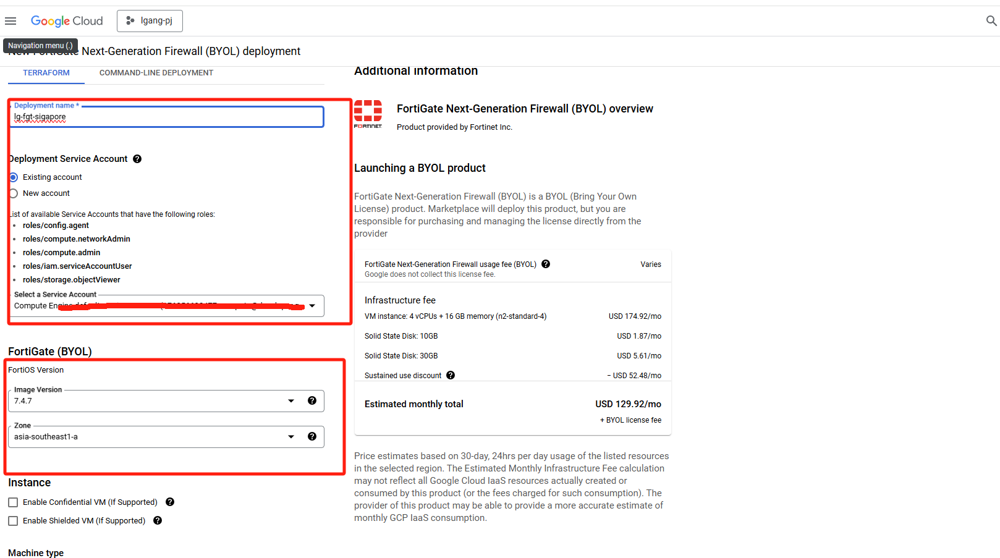 Google Cloud
lgang-pj
Navigation menu (.)
New FortiGate Next-Generation Firewall (BYOL) deployment
TERRAFORM
COMMAND-LINE DEPLOYMENT
Deployment name *
lg-fgt-sigapore
Deployment Service Account
Existing account
New account
List of available Service Accounts that have the following roles:
roles/config.agent
roles/compute.networkAdmin
roles/compute.admin
roles/iam.serviceAccountUser
roles/storage.objectViewer
Select a Service Account
Compute Engine
FortiGate (BYOL)
FortiOS Version
Image Version
7.4.7
Zone
asia-southeast1-a
Instance
Enable Confidential VM (If Supported)
Enable Shielded VM (If Supported)
Machine type
Additional information
FORTINET
FortiGate Next-Generation Firewall (BYOL) overview
Product provided by Fortinet Inc.
Launching a BYOL product
FortiGate Next-Generation Firewall (BYOL) is a BYOL (Bring Your Own
License) product. Marketplace will deploy this product, but you are
responsible for purchasing and managing the license directly from the
provider
FortiGate Next-Generation Firewall usage fee (BYOL)
Varies
Google does not collect this license fee.
Infrastructure fee
VM instance: 4 vCPUs + 16 GB memory (n2-standard-4)
USD 174.92/mo
Solid State Disk: 10GB
USD 1.87/mo
Solid State Disk: 30GB
USD 5.61/mo
Sustained use discount
− USD 52.48/mo
Estimated monthly total
USD 129.92/mo
+ BYOL license fee
Price estimates based on 30-day, 24hrs per day usage of the listed resources
in the selected region. The Estimated Monthly Infrastructure Fee calculation
may not reflect all Google Cloud IaaS resources actually created or
consumed by this product (or the fees charged for such consumption). The
provider of this product may be able to provide a more accurate estimate of
monthly GCP IaaS consumption.